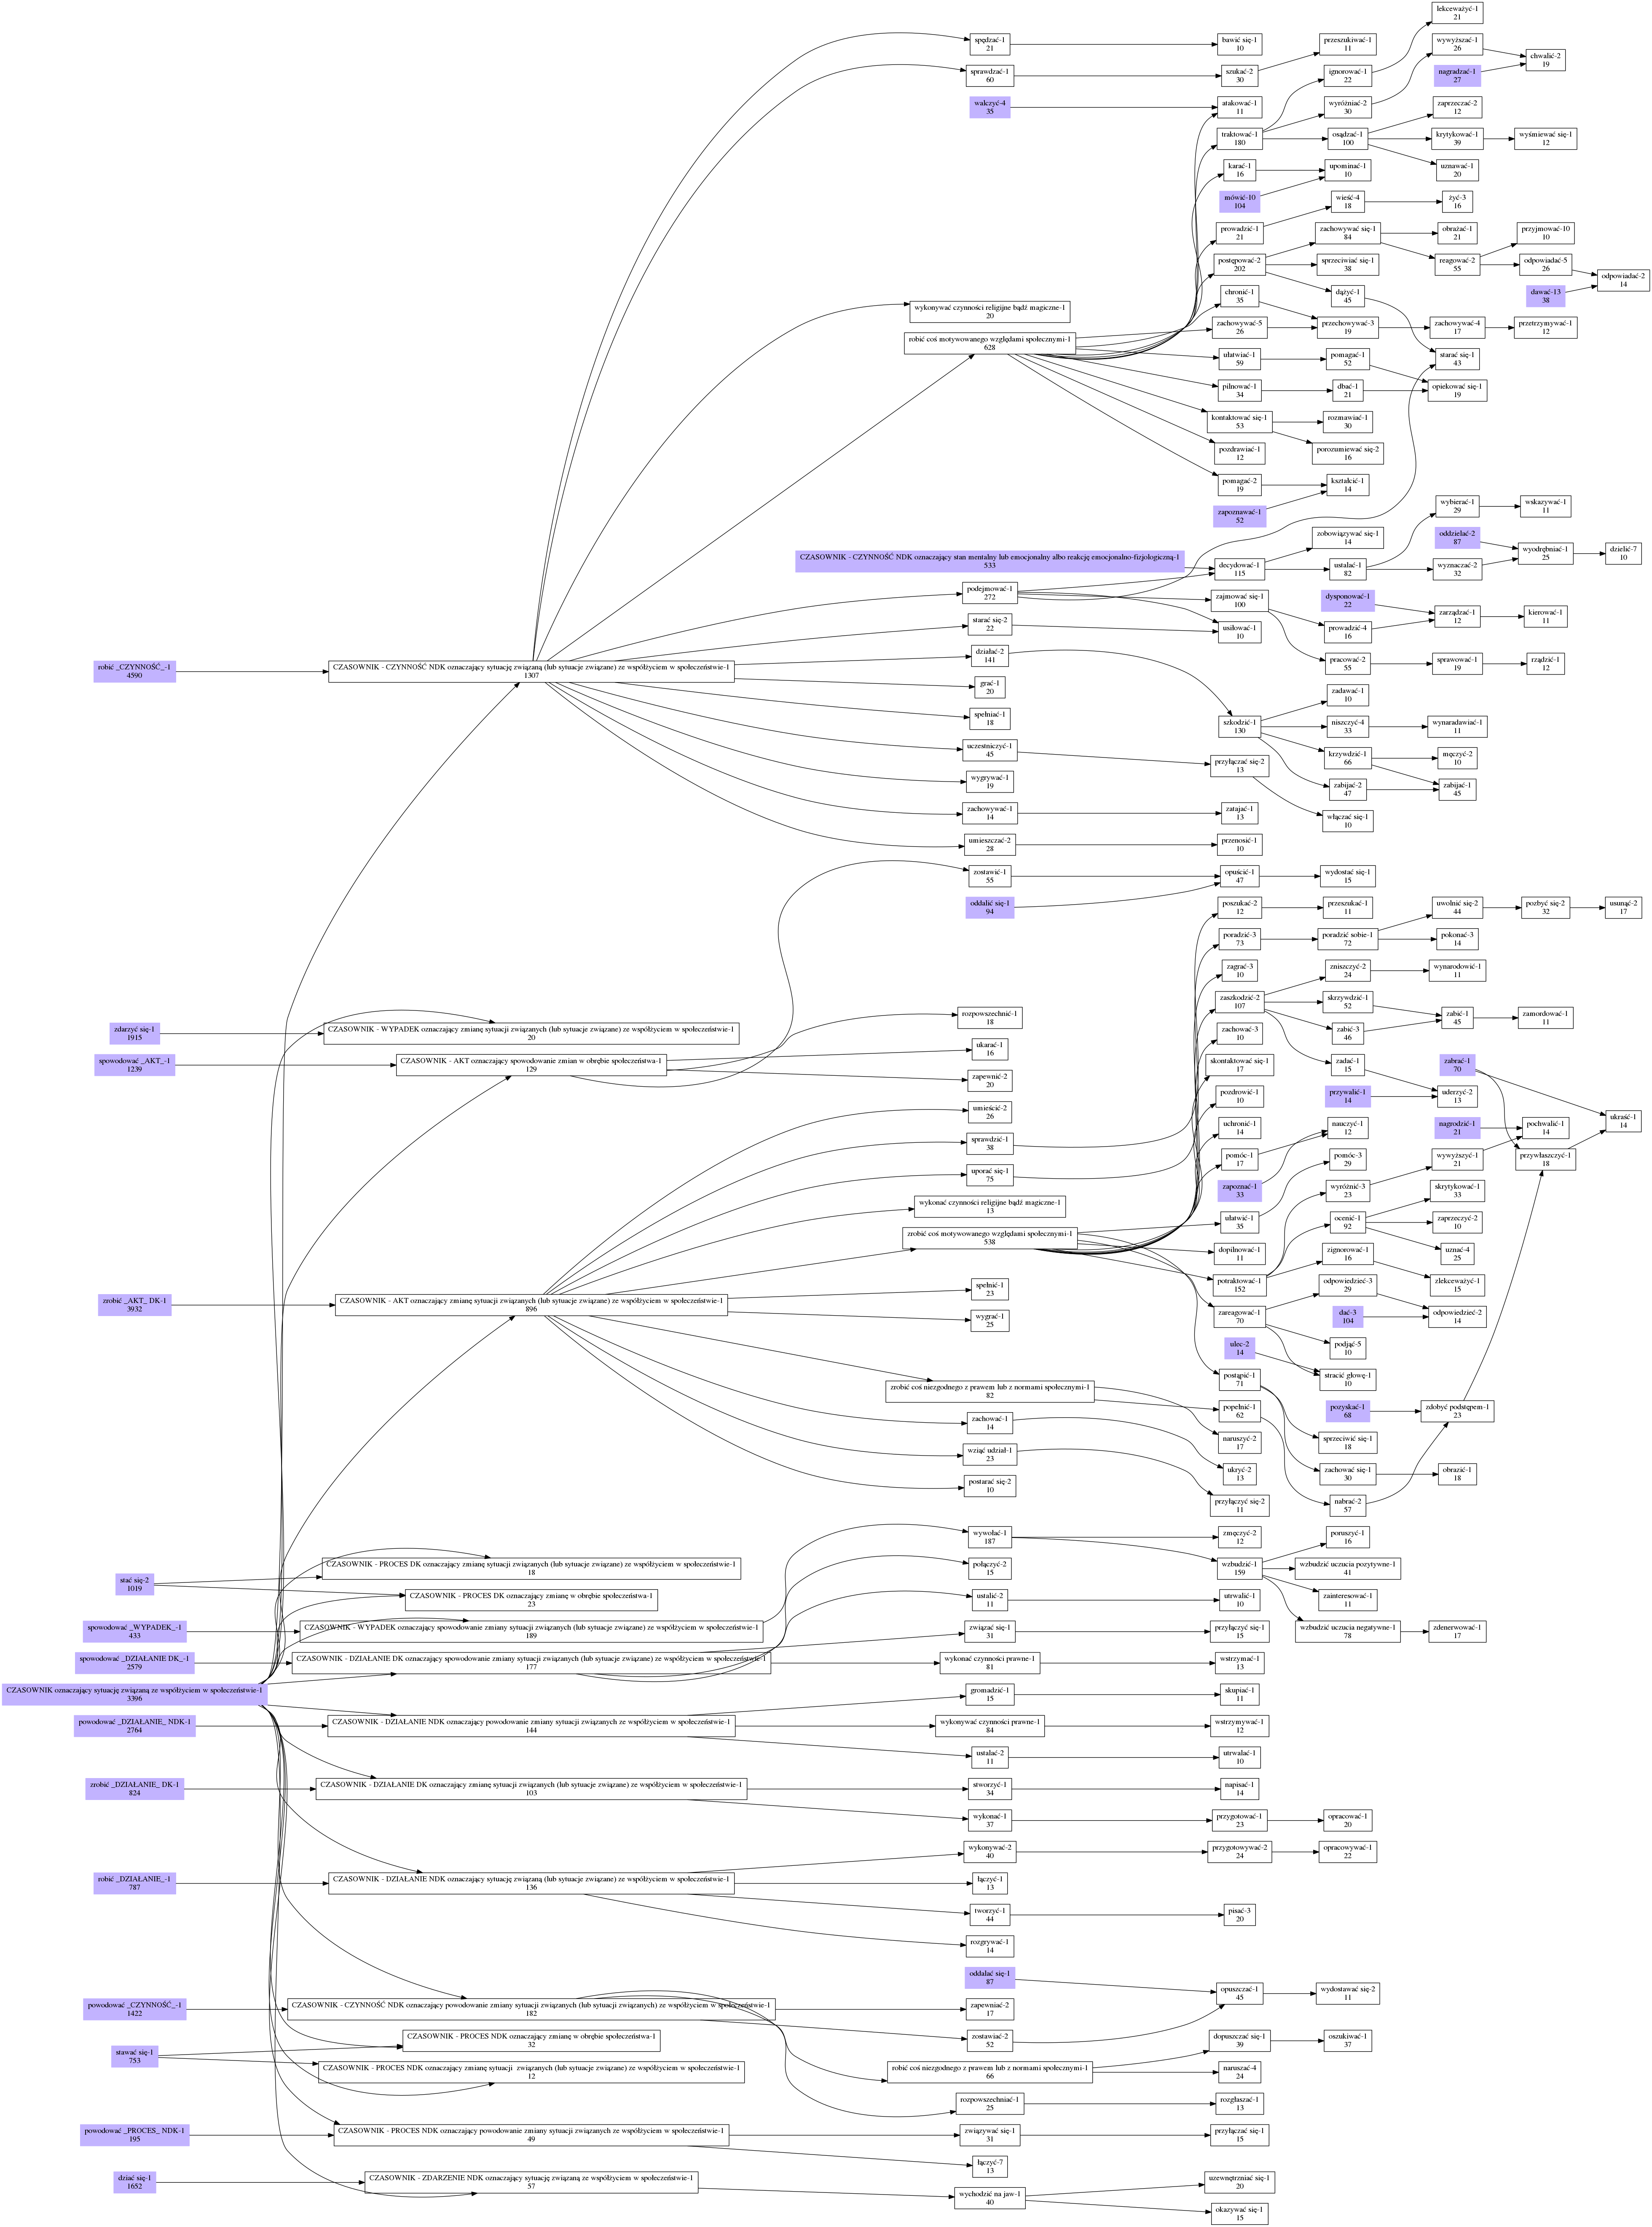 lekceważyć-1
21
spędzać-1
21
bawić się-1
10
przeszukiwać-1
11
wywyższać-1
26
chwalić-2
19
sprawdzać-1
60
szukać-2
30
ignorować-1
22
nagradzać-1
27
walczyć-4
35
atakować-1
11
wyróżniać-2
30
zaprzeczać-2
12
traktować-1
180
osądzać-1
100
krytykować-1
39
wyśmiewać się-1
12
karać-1
16
upominać-1
10
uznawać-1
20
mówić-10
104
wieść-4
18
żyć-3
16
prowadzić-1
21
zachowywać się-1
84
obrażać-1
21
przyjmować-10
10
postępować-2
202
sprzeciwiać się-1
38
reagować-2
55
odpowiadać-5
26
odpowiadać-2
14
chronić-1
35
dążyć-1
45
dawać-13
38
wykonywać czynności religijne bądź magiczne-1
20
zachowywać-5
26
przechowywać-3
19
zachowywać-4
17
przetrzymywać-1
12
robić coś motywowanego względami społecznymi-1
628
ułatwiać-1
59
pomagać-1
52
starać się-1
43
pilnować-1
34
dbać-1
21
opiekować się-1
19
kontaktować się-1
53
rozmawiać-1
30
pozdrawiać-1
12
porozumiewać się-2
16
pomagać-2
19
kształcić-1
14
zapoznawać-1
52
wybierać-1
29
wskazywać-1
11
zobowiązywać się-1
14
oddzielać-2
87
CZASOWNIK - CZYNNOŚĆ NDK oznaczający stan mentalny lub emocjonalny albo reakcję emocjonalno-fizjologiczną-1
533
decydować-1
115
ustalać-1
82
wyznaczać-2
32
wyodrębniać-1
25
dzielić-7
10
podejmować-1
272
zajmować się-1
100
dysponować-1
22
zarządzać-1
12
kierować-1
11
starać się-2
22
usiłować-1
10
prowadzić-4
16
działać-2
141
pracować-2
55
sprawować-1
19
rządzić-1
12
robić _CZYNNOŚĆ_-1
4590
CZASOWNIK - CZYNNOŚĆ NDK oznaczający sytuację związaną (lub sytuacje związane) ze współżyciem w społeczeństwie-1
1307
grać-1
20
zadawać-1
10
spełniać-1
18
szkodzić-1
130
niszczyć-4
33
wynaradawiać-1
11
uczestniczyć-1
45
przyłączać się-2
13
krzywdzić-1
66
męczyć-2
10
wygrywać-1
19
zabijać-2
47
zabijać-1
45
zachowywać-1
14
zatajać-1
13
włączać się-1
10
umieszczać-2
28
przenosić-1
10
zostawić-1
55
opuścić-1
47
wydostać się-1
15
oddalić się-1
94
poszukać-2
12
przeszukać-1
11
uwolnić się-2
44
pozbyć się-2
32
usunąć-2
17
poradzić-3
73
poradzić sobie-1
72
pokonać-3
14
zagrać-3
10
zniszczyć-2
24
wynarodowić-1
11
zaszkodzić-2
107
skrzywdzić-1
52
zdarzyć się-1
1915
CZASOWNIK - WYPADEK oznaczający zmianę sytuacji związanych (lub sytuacje związane) ze współżyciem w społeczeństwie-1
20
rozpowszechnić-1
18
zachować-3
10
zabić-3
46
zabić-1
45
zamordować-1
11
spowodować _AKT_-1
1239
CZASOWNIK - AKT oznaczający spowodowanie zmian w obrębie społeczeństwa-1
129
ukarać-1
16
skontaktować się-1
17
zadać-1
15
zabrać-1
70
zapewnić-2
20
pozdrowić-1
10
przywalić-1
14
uderzyć-2
13
umieścić-2
26
uchronić-1
14
nauczyć-1
12
nagrodzić-1
21
pochwalić-1
14
ukraść-1
14
sprawdzić-1
38
pomóc-1
17
pomóc-3
29
wywyższyć-1
21
przywłaszczyć-1
18
uporać się-1
75
zapoznać-1
33
wyróżnić-3
23
skrytykować-1
33
wykonać czynności religijne bądź magiczne-1
13
ułatwić-1
35
ocenić-1
92
zaprzeczyć-2
10
zrobić coś motywowanego względami społecznymi-1
538
dopilnować-1
11
zignorować-1
16
uznać-4
25
potraktować-1
152
odpowiedzieć-3
29
zlekceważyć-1
15
spełnić-1
23
zrobić _AKT_ DK-1
3932
CZASOWNIK - AKT oznaczający zmianę sytuacji związanych (lub sytuacje związane) ze współżyciem w społeczeństwie-1
896
zareagować-1
70
dać-3
104
odpowiedzieć-2
14
wygrać-1
25
ulec-2
14
podjąć-5
10
zrobić coś niezgodnego z prawem lub z normami społecznymi-1
82
postąpić-1
71
stracić głowę-1
10
popełnić-1
62
pozyskać-1
68
zdobyć podstępem-1
23
zachować-1
14
naruszyć-2
17
sprzeciwić się-1
18
wziąć udział-1
23
ukryć-2
13
zachować się-1
30
obrazić-1
18
postarać się-2
10
przyłączyć się-2
11
nabrać-2
57
wywołać-1
187
zmęczyć-2
12
poruszyć-1
16
stać się-2
1019
CZASOWNIK - PROCES DK oznaczający zmianę sytuacji związanych (lub sytuacje związane) ze współżyciem w społeczeństwie-1
18
połączyć-2
15
wzbudzić-1
159
wzbudzić uczucia pozytywne-1
41
CZASOWNIK - PROCES DK oznaczający zmianę w obrębie społeczeństwa-1
23
ustalić-2
11
utrwalić-1
10
zainteresować-1
11
spowodować _WYPADEK_-1
433
CZASOWNIK - WYPADEK oznaczający spowodowanie zmiany sytuacji związanych (lub sytuacje związane) ze współżyciem w społeczeństwie-1
189
związać się-1
31
przyłączyć się-1
15
wzbudzić uczucia negatywne-1
78
zdenerwować-1
17
spowodować _DZIAŁANIE DK_-1
2579
CZASOWNIK - DZIAŁANIE DK oznaczający spowodowanie zmiany sytuacji związanych (lub sytuacje związane) ze współżyciem w społeczeństwie-1
177
wykonać czynności prawne-1
81
wstrzymać-1
13
CZASOWNIK oznaczający sytuację związaną ze współżyciem w społeczeństwie-1
3396
gromadzić-1
15
skupiać-1
11
powodować _DZIAŁANIE_ NDK-1
2764
CZASOWNIK - DZIAŁANIE NDK oznaczający powodowanie zmiany sytuacji związanych ze współżyciem w społeczeństwie-1
144
wykonywać czynności prawne-1
84
wstrzymywać-1
12
ustalać-2
11
utrwalać-1
10
zrobić _DZIAŁANIE_ DK-1
824
CZASOWNIK - DZIAŁANIE DK oznaczający zmianę sytuacji związanych (lub sytuacje związane) ze współżyciem w społeczeństwie-1
103
stworzyć-1
34
napisać-1
14
wykonać-1
37
przygotować-1
23
opracować-1
20
wykonywać-2
40
przygotowywać-2
24
opracowywać-1
22
robić _DZIAŁANIE_-1
787
CZASOWNIK - DZIAŁANIE NDK oznaczający sytuację związaną (lub sytuacje związane) ze współżyciem w społeczeństwie-1
136
łączyć-1
13
tworzyć-1
44
pisać-3
20
rozgrywać-1
14
oddalać się-1
87
opuszczać-1
45
wydostawać się-2
11
powodować _CZYNNOŚĆ_-1
1422
CZASOWNIK - CZYNNOŚĆ NDK oznaczający powodowanie zmiany sytuacji związanych (lub sytuacji związanych) ze współżyciem w społeczeństwie-1
182
zapewniać-2
17
zostawiać-2
52
dopuszczać się-1
39
oszukiwać-1
37
stawać się-1
753
CZASOWNIK - PROCES NDK oznaczający zmianę w obrębie społeczeństwa-1
32
CZASOWNIK - PROCES NDK oznaczający zmianę sytuacji  związanych (lub sytuacje związane) ze współżyciem w społeczeństwie-1
12
robić coś niezgodnego z prawem lub z normami społecznymi-1
66
naruszać-4
24
rozpowszechniać-1
25
rozgłaszać-1
13
powodować _PROCES_ NDK-1
195
CZASOWNIK - PROCES NDK oznaczający powodowanie zmiany sytuacji związanych ze współżyciem w społeczeństwie-1
49
związywać się-1
31
przyłączać się-1
15
łączyć-7
13
dziać się-1
1652
CZASOWNIK - ZDARZENIE NDK oznaczający sytuację związaną ze współżyciem w społeczeństwie-1
57
wychodzić na jaw-1
40
uzewnętrzniać się-1
20
okazywać się-1
15